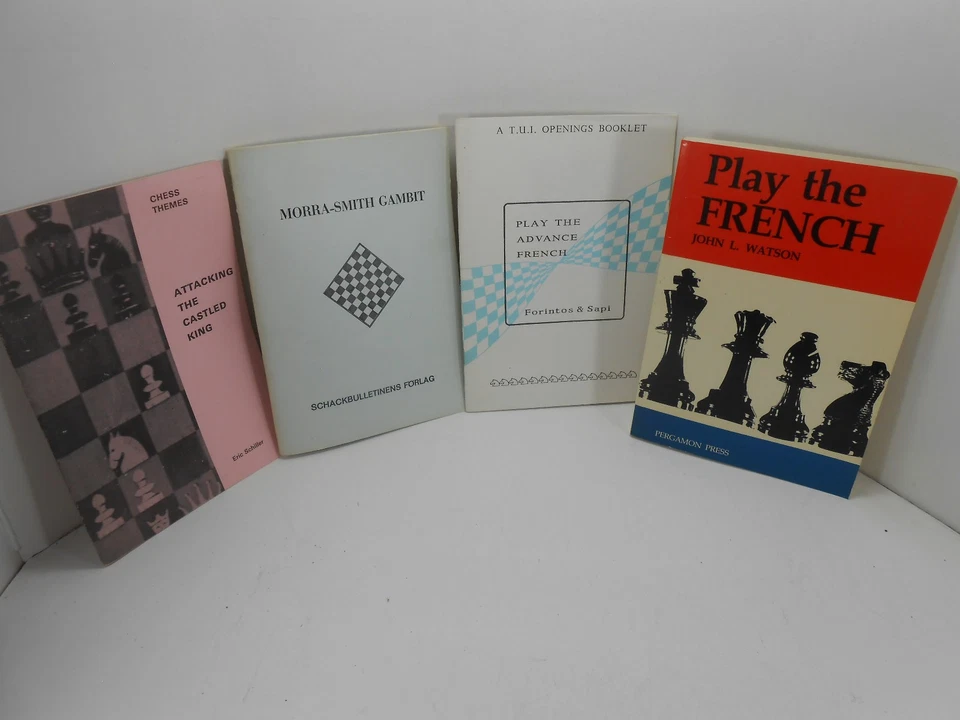 CHESS
THEMES
ATTACKING
THE
CASTLED
KING
Eric Schiller
MORRA-SMITH GAMBIT
SCHACKBULLETINENS FÖRLAG
A T.U.I. OPENINGS BOOKLET
PLAY THE
ADVANCE
FRENCH
Forintos & Sapi
Play the
FRENCH
JOHN L. WATSON
PERGAMON PRESS